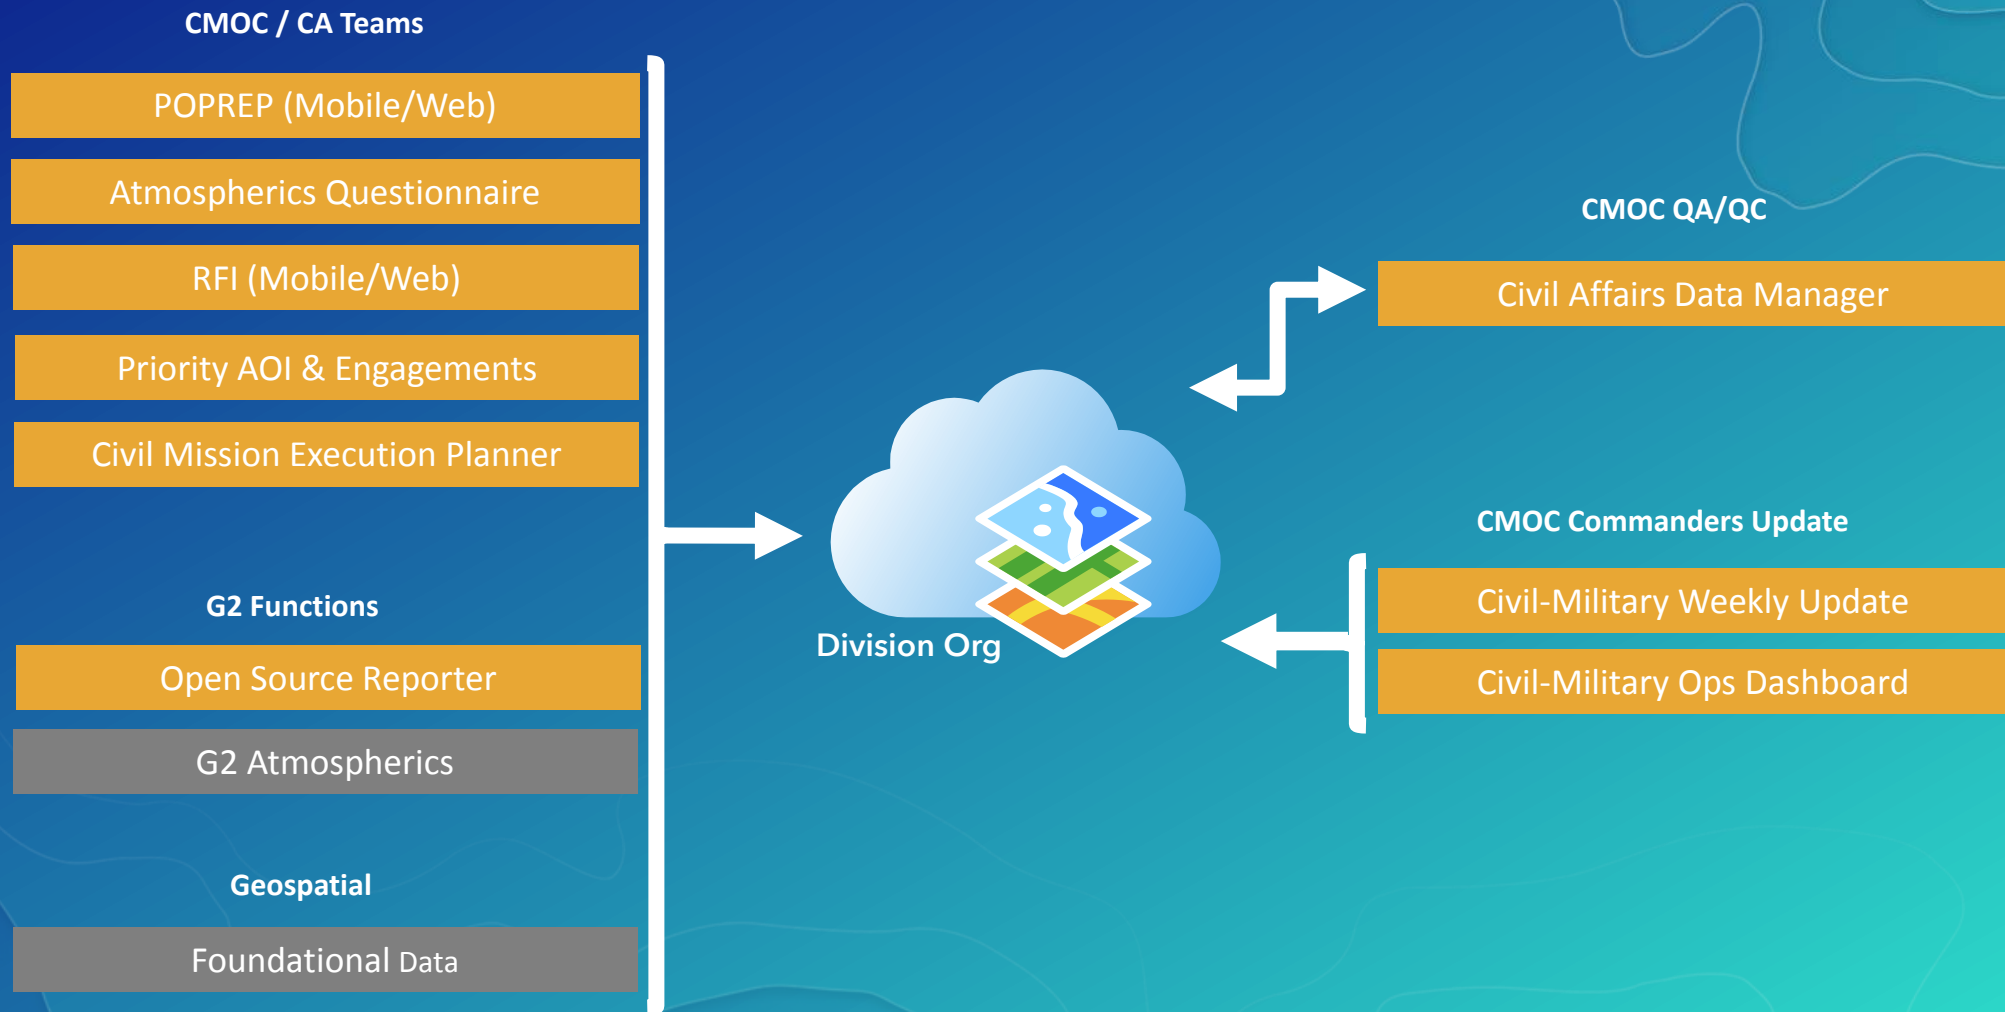 CMOC / CA Teams
POPREP (Mobile/Web)
Atmospherics Questionnaire
RFI (Mobile/Web)
Priority AOI & Engagements
Civil Mission Execution Planner
G2 Functions
Open Source Reporter
G2 Atmospherics
Geospatial
Foundational Data
Division Org
CMOC QA/QC
Civil Affairs Data Manager
CMOC Commanders Update
Civil-Military Weekly Update
Civil-Military Ops Dashboard